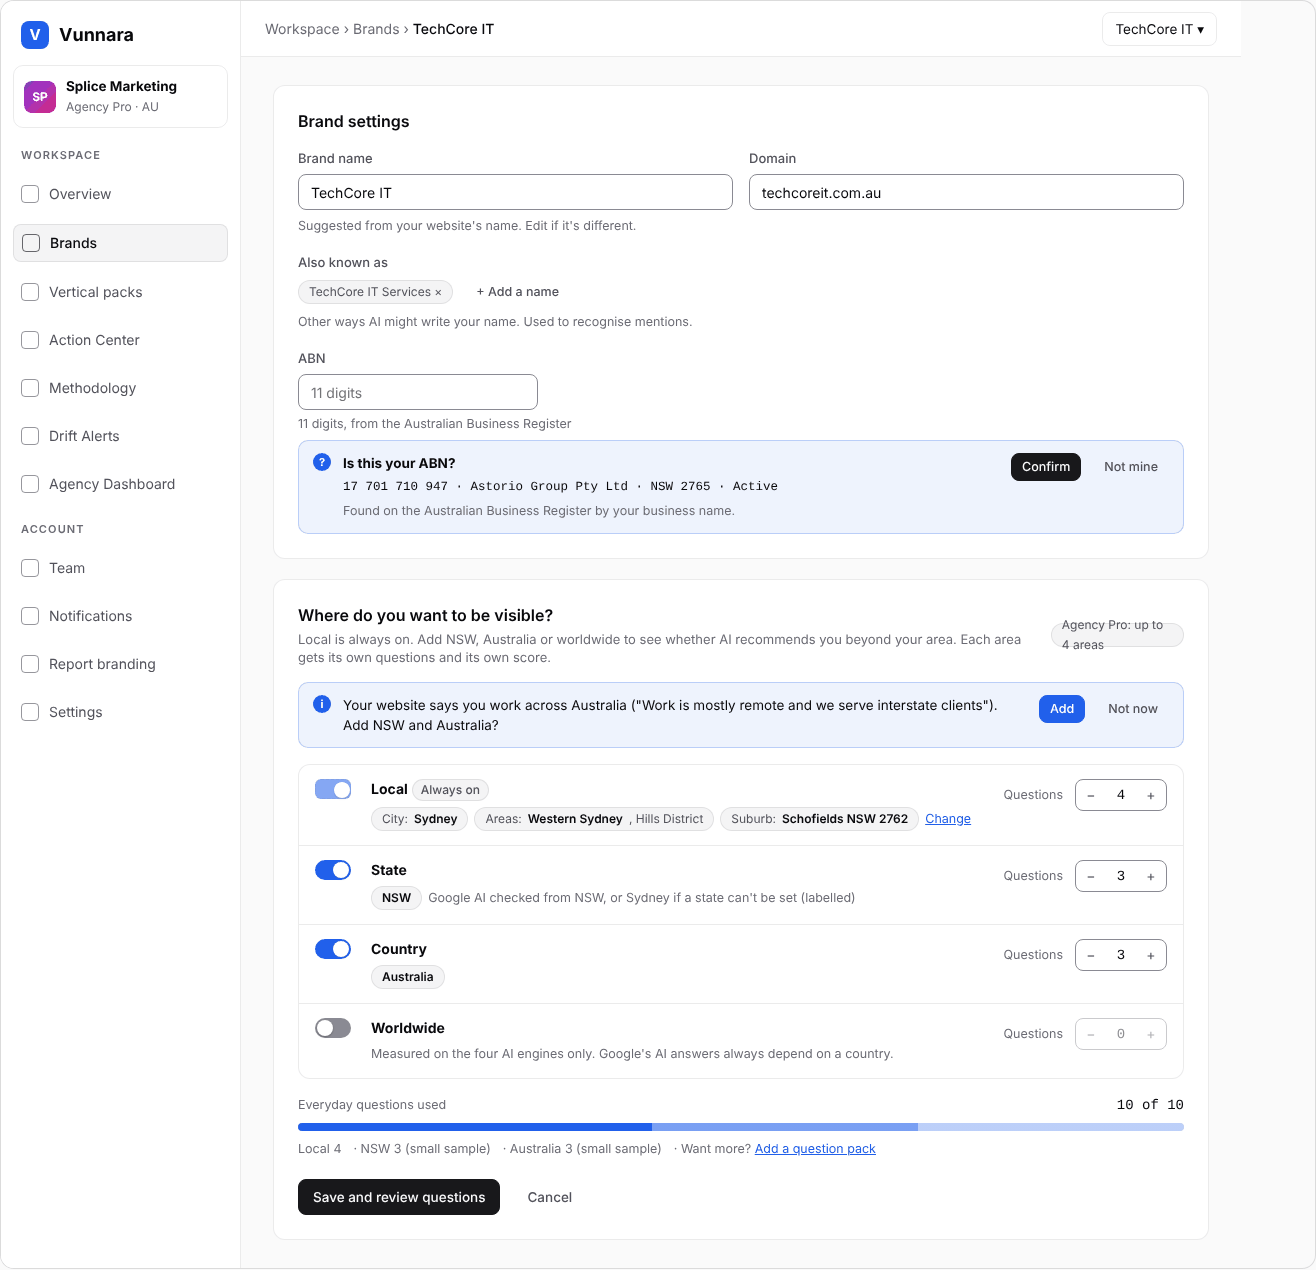 V Vunnara
SP
Splice Marketing
Agency Pro · AU
WORKSPACE
Overview
Brands
Vertical packs
Action Center
Methodology
Drift Alerts
Agency Dashboard
ACCOUNT
Team
Notifications
Report branding
Settings
Workspace › Brands › TechCore IT
TechCore IT ▾
Brand settings
Brand name
TechCore IT
Suggested from your website's name. Edit if it's different.
Domain
techcoreit.com.au
Also known as
TechCore IT Services × + Add a name
Other ways AI might write your name. Used to recognise mentions.
ABN
11 digits
11 digits, from the Australian Business Register
? Is this your ABN?
17 701 710 947 · Astorio Group Pty Ltd · NSW 2765 · Active
Found on the Australian Business Register by your business name.
Confirm Not mine
Where do you want to be visible?
Local is always on. Add NSW, Australia or worldwide to see whether AI recommends you beyond your area. Each area
gets its own questions and its own score.
Agency Pro: up to
4 areas
i Your website says you work across Australia ("Work is mostly remote and we serve interstate clients").
Add NSW and Australia?
Add Not now
Local Always on
City: Sydney Areas: Western Sydney , Hills District Suburb: Schofields NSW 2762 Change
Questions − 4 +
State
NSW Google AI checked from NSW, or Sydney if a state can't be set (labelled)
Questions − 3 +
Country
Australia
Questions − 3 +
Worldwide
Measured on the four AI engines only. Google's AI answers always depend on a country.
Questions − 0 +
Everyday questions used 10 of 10
Local 4 · NSW 3 (small sample) · Australia 3 (small sample) · Want more? Add a question pack
Save and review questions Cancel